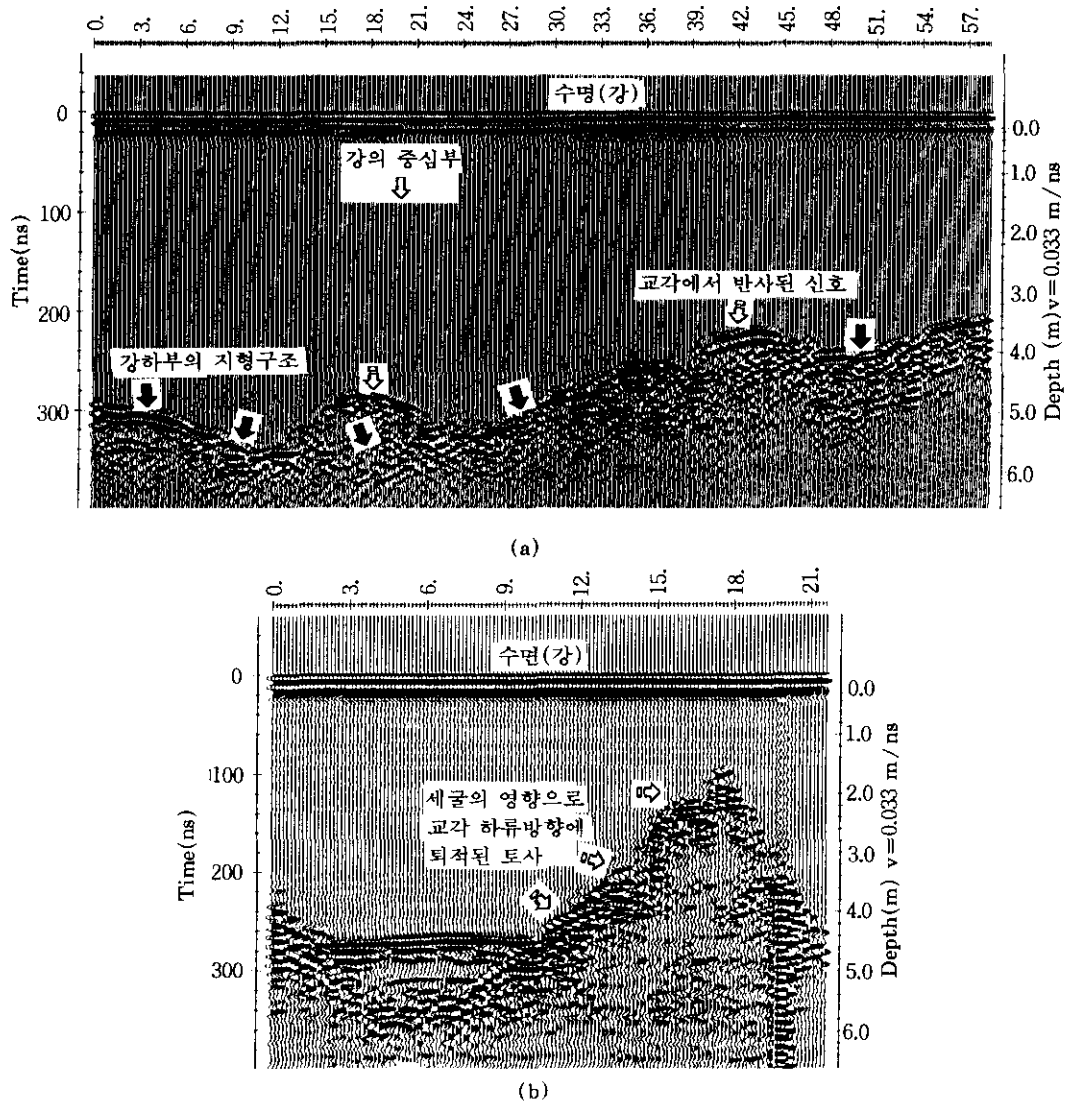 0. 3. 6. 9. 12. 15. 18. 21. 24. 27. 30. 33. 36. 39. 42. 45. 48. 51. 54. 57.
수명(강)
0
0.0
강의 중심부
1.0
100
2.0
Time(ns)
Depth (m) v=0.033 m/ns
교각에서 반사된 신호
3.0
200
강하부의 지형구조
4.0
300
5.0
6.0
(a)
0. 3. 6. 9. 12. 15. 18. 21.
수면(강)
0
0.0
1.0
100
세굴의 영향으로
2.0
교각 하류방향에
퇴적된 토사
Time(ns)
Depth(m) v=0.033 m/ns
3.0
200
4.0
300
5.0
6.0
(b)